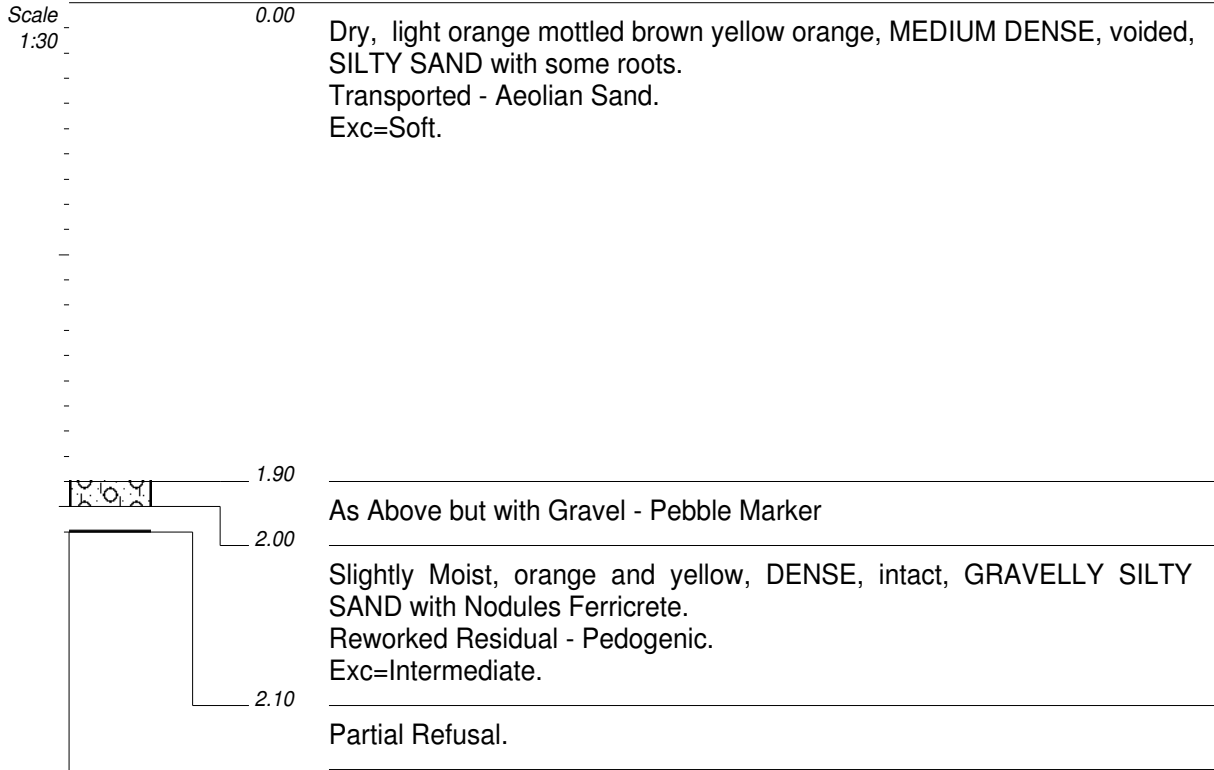 Scale
1:30
0.00
Dry, light orange mottled brown yellow orange, MEDIUM DENSE, voided,
SILTY SAND with some roots.
Transported - Aeolian Sand.
Exc=Soft.
1.90
As Above but with Gravel - Pebble Marker
2.00
Slightly Moist, orange and yellow, DENSE, intact, GRAVELLY SILTY
SAND with Nodules Ferricrete.
Reworked Residual - Pedogenic.
Exc=Intermediate.
2.10
Partial Refusal.